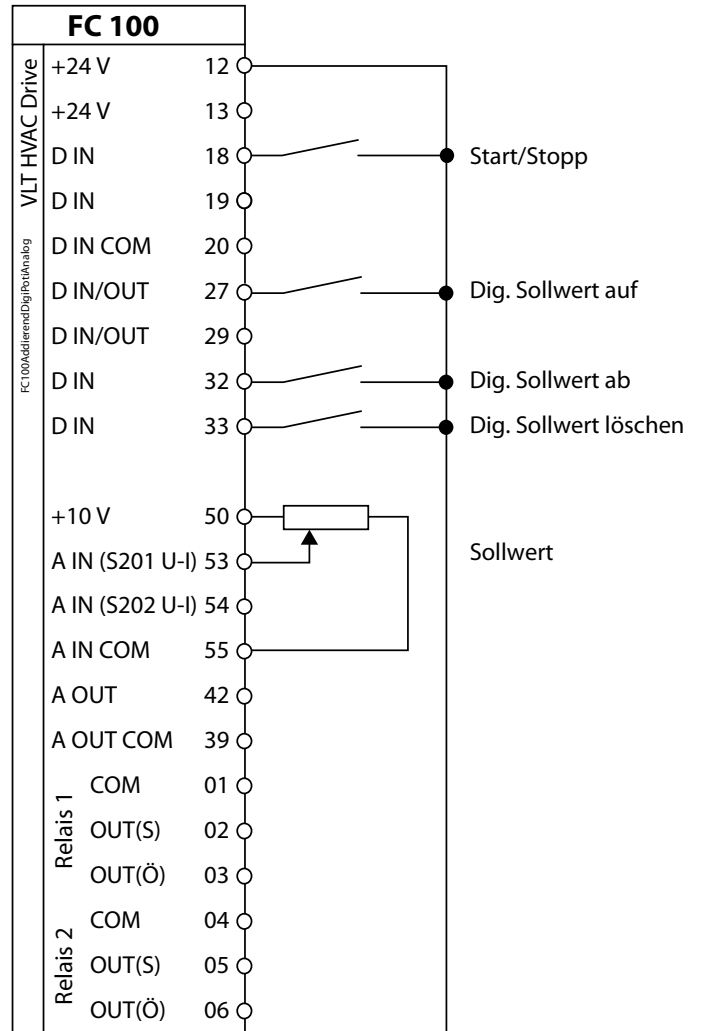 FC 100
VLT HVAC Drive
FC100AddierendDigiPotiAnalog
+24 V 12
+24 V 13
D IN 18 Start/Stopp
D IN 19
D IN COM 20
D IN/OUT 27 Dig. Sollwert auf
D IN/OUT 29
D IN 32 Dig. Sollwert ab
D IN 33 Dig. Sollwert löschen
+10 V 50
A IN (S201 U-I) 53 Sollwert
A IN (S202 U-I) 54
A IN COM 55
A OUT 42
A OUT COM 39
Relais 1
COM 01
OUT(S) 02
OUT(Ö) 03
Relais 2
COM 04
OUT(S) 05
OUT(Ö) 06